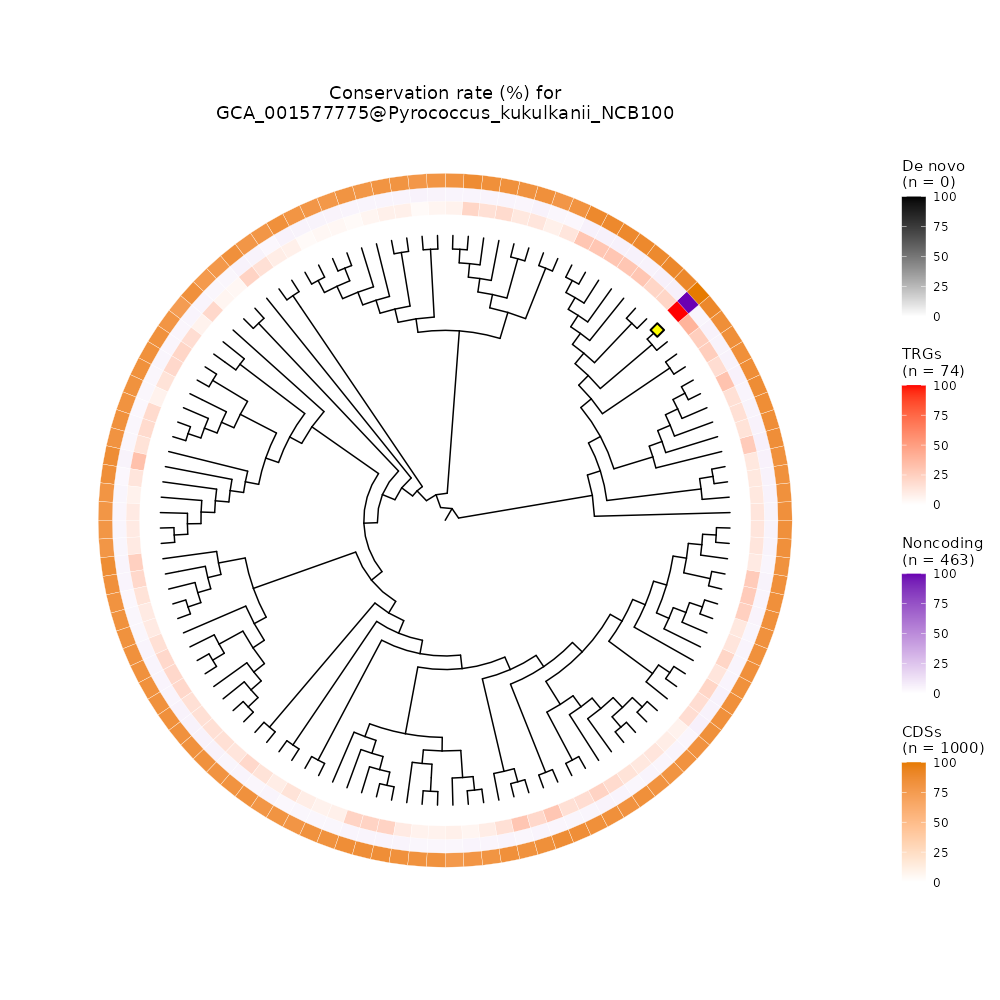 Conservation rate (%) for
GCA_001577775@Pyrococcus_kukulkanii_NCB100
De novo
(n = 0)
100
75
50
25
0
TRGs
(n = 74)
100
75
50
25
0
Noncoding
(n = 463)
100
75
50
25
0
CDSs
(n = 1000)
100
75
50
25
0